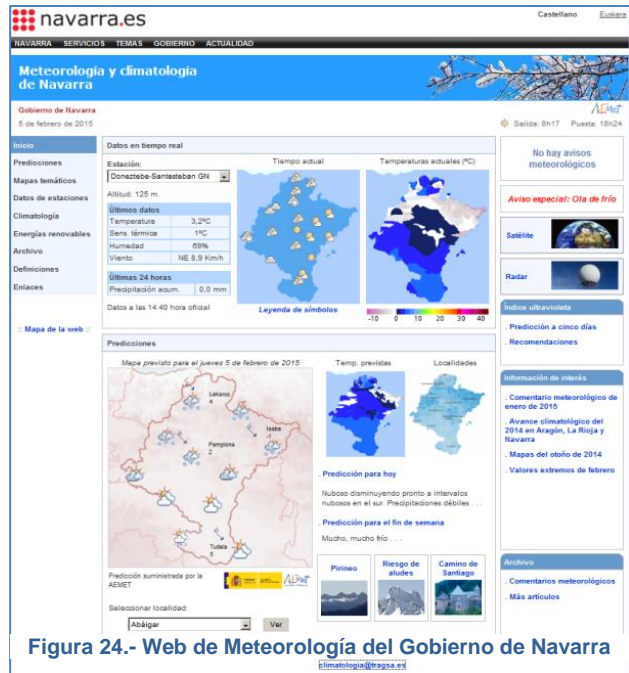 navarra.es
Castellano Euskara
NAVARRA SERVICIOS TEMAS GOBIERNO ACTUALIDAD
Meteorología y climatología
de Navarra
Gobierno de Navarra
5 de febrero de 2015
AEmet
Salida: 8h17 Puesta: 18h24
Inicio
Predicciones
Mapas temáticos
Datos de estaciones
Climatología
Energías renovables
Archivo
Definiciones
Enlaces
:: Mapa de la web ::
Datos en tiempo real
Estación:
Doneztebe-Santesteban GN
Altitud: 125 m.
Últimos datos
Temperatura 3,2ºC
Sens. térmica 1ºC
Humedad 69%
Viento NE 8,9 Km/h
Últimas 24 horas
Precipitación acum. 0,0 mm
Datos a las 14:40 hora oficial
Tiempo actual
Leyenda de símbolos
Temperaturas actuales (ºC)
-10 0 10 20 30 40
No hay avisos
meteorológicos
Aviso especial: Ola de frío
Satélite
Radar
Índice ultravioleta
. Predicción a cinco días
. Recomendaciones
Información de interés
. Comentario meteorológico de
enero de 2015
. Avance climatológico del
2014 en Aragón, La Rioja y
Navarra
. Mapas del otoño de 2014
. Valores extremos de febrero
Archivo
. Comentarios meteorológicos
. Más artículos
Predicciones
Mapa previsto para el jueves 5 de febrero de 2015
Lekaroz
4
Isaba
-1
Pamplona
2
Tudela
5
Predicción suministrada por la
AEMET
AEmet
Seleccionar localidad:
Abáigar
Ver
Temp. previstas
Localidades
. Predicción para hoy
Nuboso disminuyendo pronto a intervalos
nubosos en el sur. Precipitaciones débiles . . .
. Predicción para el fin de semana
Mucho, mucho frío . . .
Pirineo
Riesgo de
aludes
Camino de
Santiago
Figura 24.- Web de Meteorología del Gobierno de Navarra
climatologia@tragsa.es